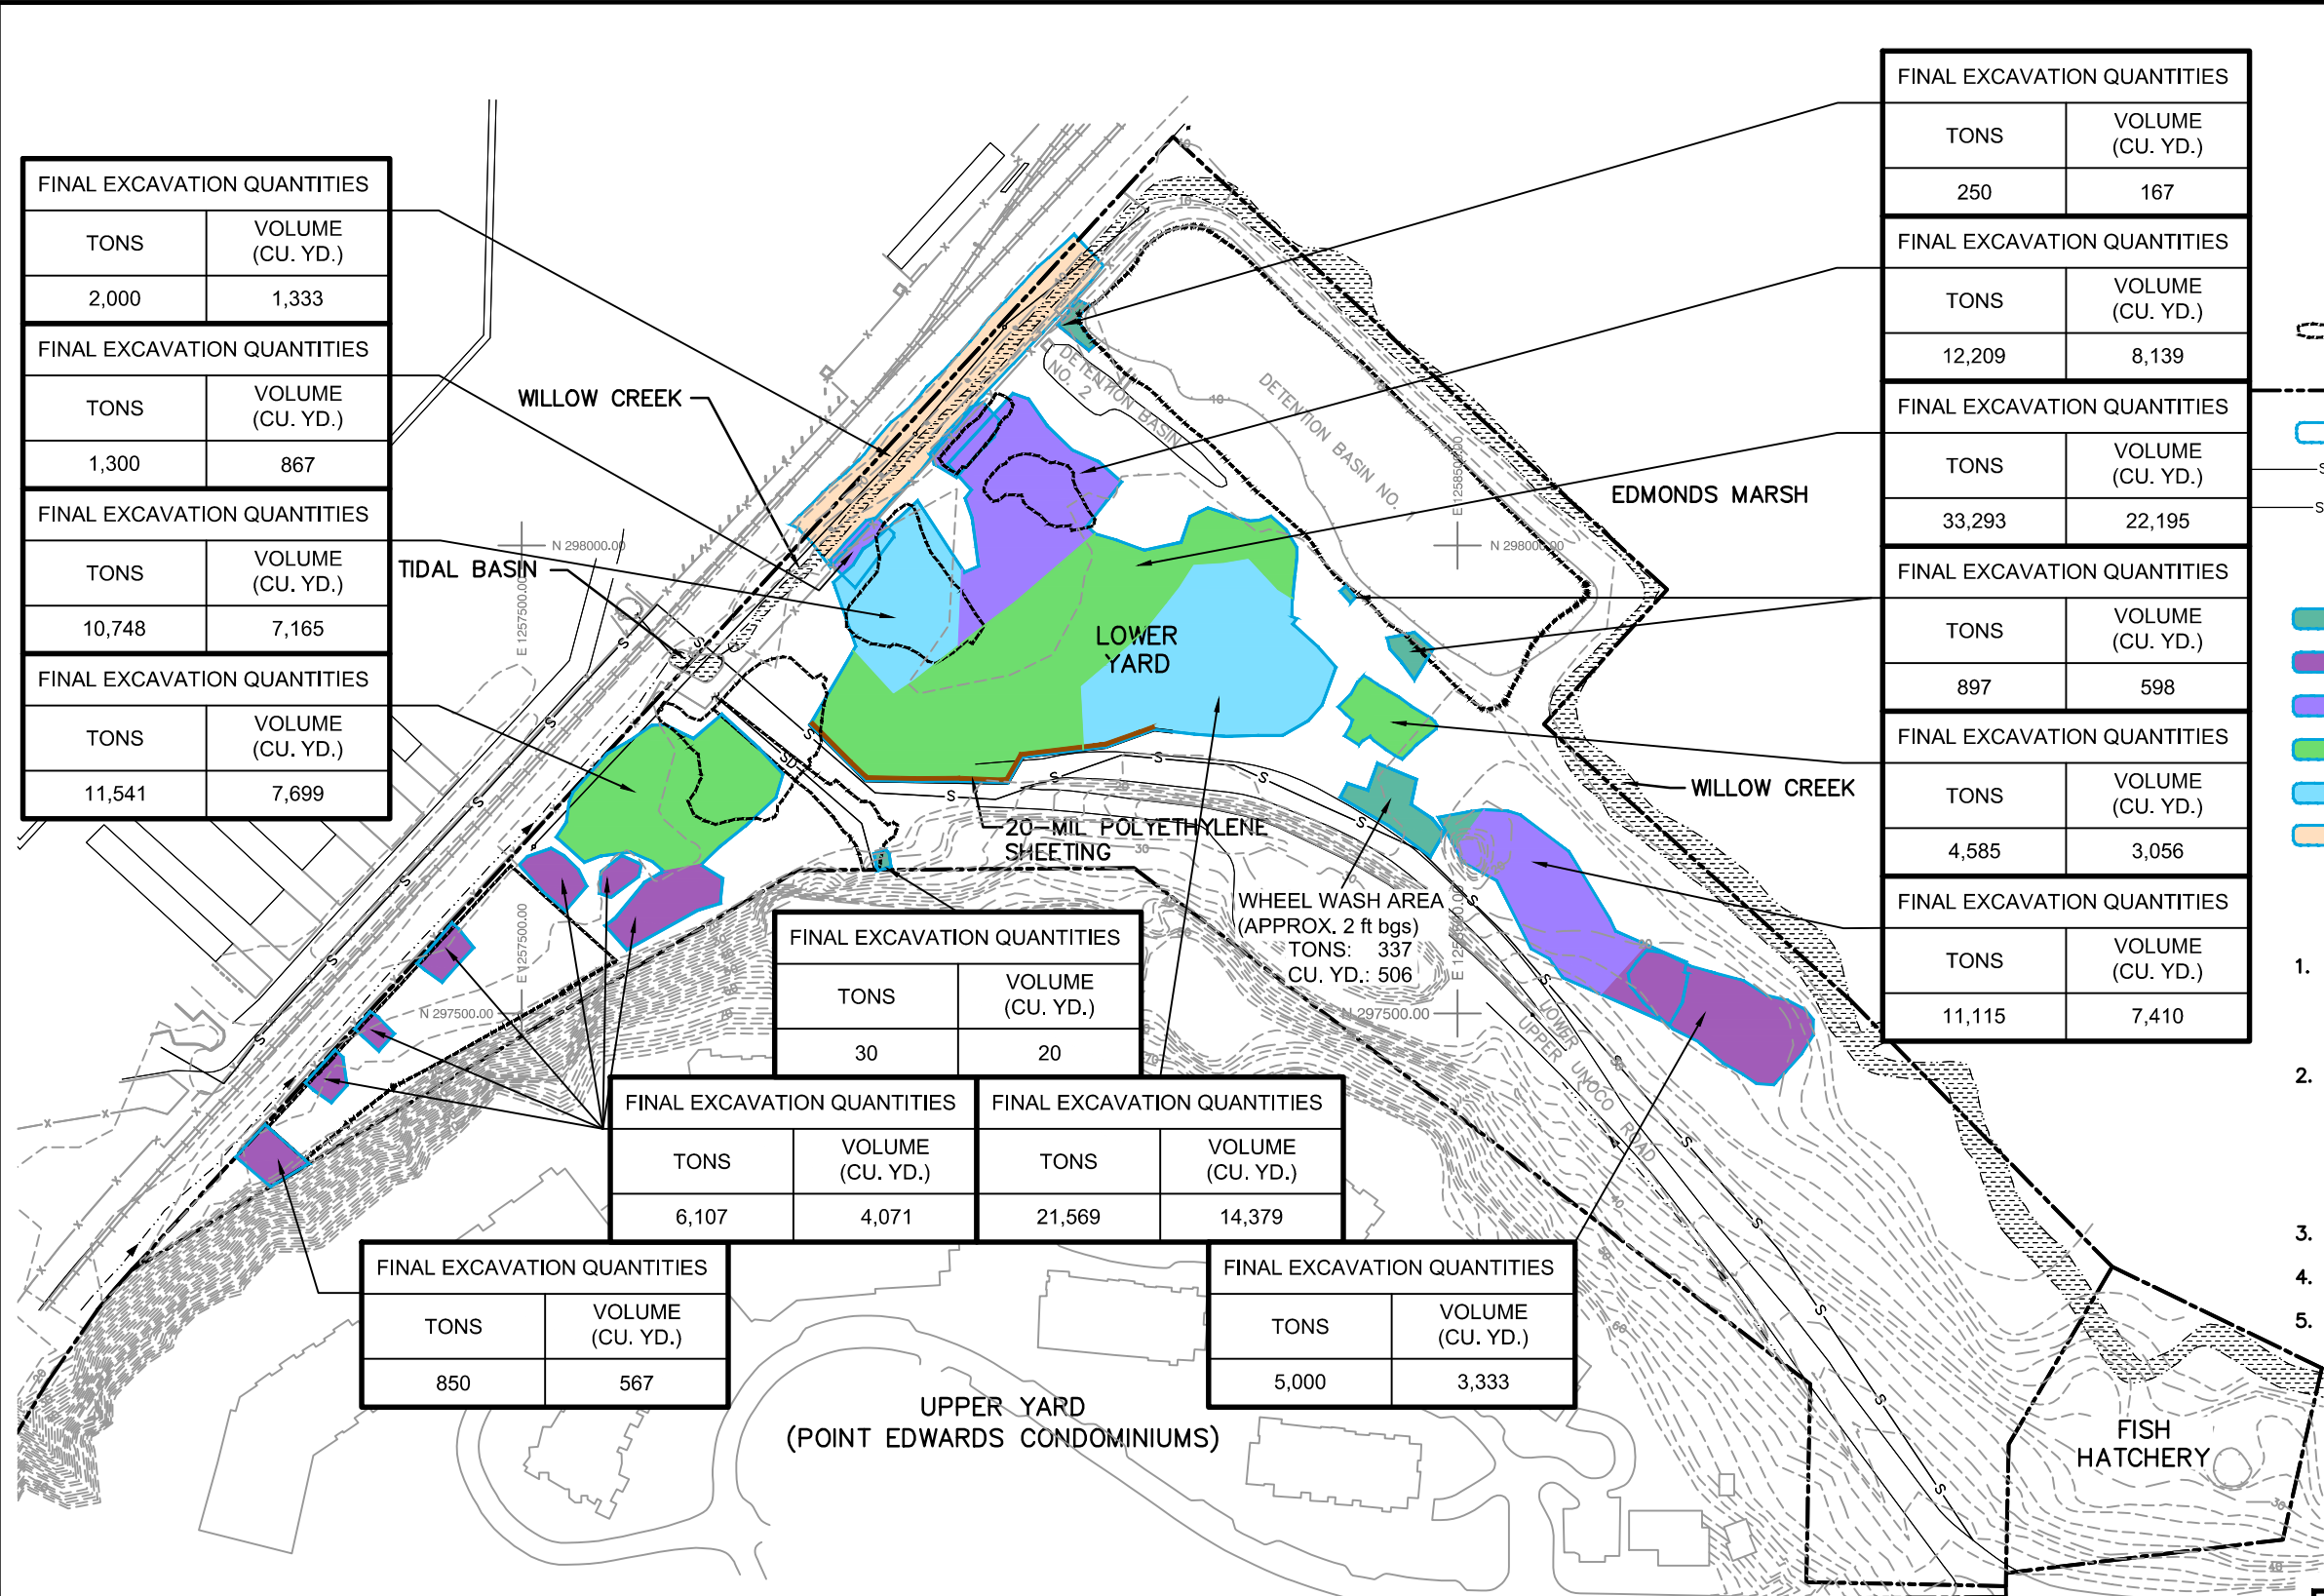 FINAL EXCAVATION QUANTITIES
TONS VOLUME (CU. YD.)
2,000 1,333
FINAL EXCAVATION QUANTITIES
TONS VOLUME (CU. YD.)
1,300 867
FINAL EXCAVATION QUANTITIES
TONS VOLUME (CU. YD.)
10,748 7,165
FINAL EXCAVATION QUANTITIES
TONS VOLUME (CU. YD.)
11,541 7,699
FINAL EXCAVATION QUANTITIES
TONS VOLUME (CU. YD.)
250 167
FINAL EXCAVATION QUANTITIES
TONS VOLUME (CU. YD.)
12,209 8,139
FINAL EXCAVATION QUANTITIES
TONS VOLUME (CU. YD.)
33,293 22,195
FINAL EXCAVATION QUANTITIES
TONS VOLUME (CU. YD.)
897 598
FINAL EXCAVATION QUANTITIES
TONS VOLUME (CU. YD.)
4,585 3,056
FINAL EXCAVATION QUANTITIES
TONS VOLUME (CU. YD.)
11,115 7,410
WILLOW CREEK
TIDAL BASIN
DETENTION BASIN
NO. 2
DETENTION BASIN NO. 1
EDMONDS MARSH
N 298000.00
E 1257500.00
N 298000.00
LOWER
YARD
WILLOW CREEK
20-MIL POLYETHYLENE
SHEETING
WHEEL WASH AREA
(APPROX. 2 ft bgs)
TONS: 337
CU. YD.: 506
E 1257500.00
N 297500.00
N 297500.00
LOWER
UPPER UNOCO ROAD
FINAL EXCAVATION QUANTITIES
TONS VOLUME (CU. YD.)
30 20
FINAL EXCAVATION QUANTITIES
TONS VOLUME (CU. YD.)
6,107 4,071
FINAL EXCAVATION QUANTITIES
TONS VOLUME (CU. YD.)
21,569 14,379
FINAL EXCAVATION QUANTITIES
TONS VOLUME (CU. YD.)
850 567
FINAL EXCAVATION QUANTITIES
TONS VOLUME (CU. YD.)
5,000 3,333
UPPER YARD
(POINT EDWARDS CONDOMINIUMS)
FISH
HATCHERY
1.
2.
3.
4.
5.